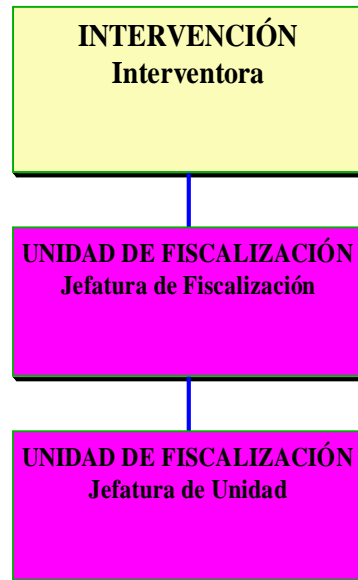 INTERVENCIÓN
Interventora
UNIDAD DE FISCALIZACIÓN
Jefatura de Fiscalización
UNIDAD DE FISCALIZACIÓN
Jefatura de Unidad